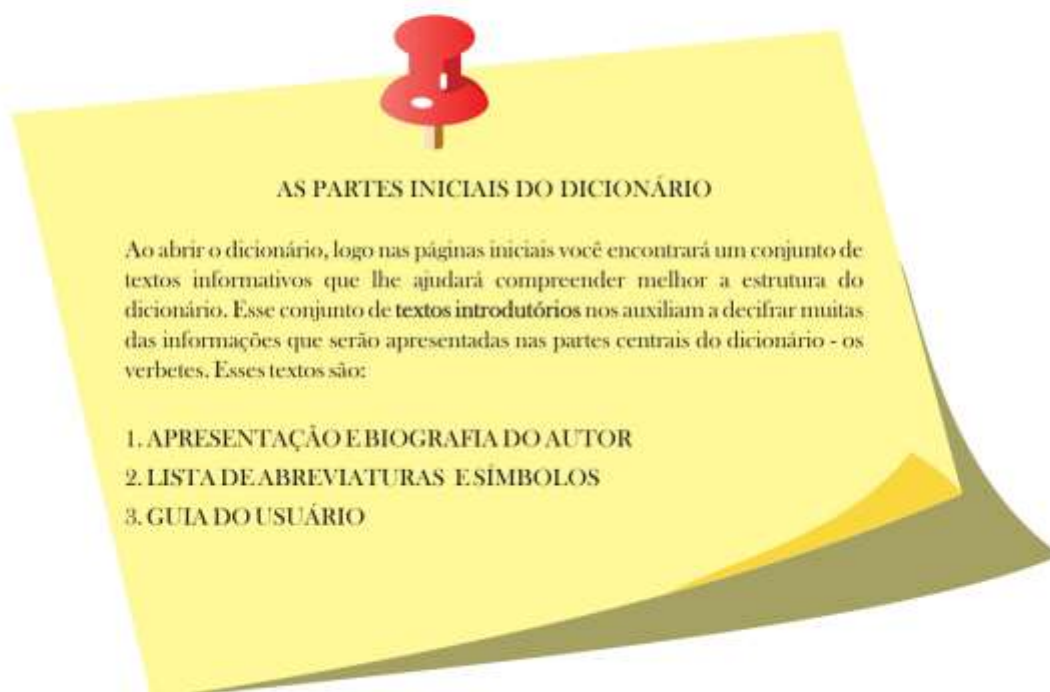 AS PARTES INICIAIS DO DICIONÁRIO
Ao abrir o dicionário, logo nas páginas iniciais você encontrará um conjunto de
textos informativos que lhe ajudará compreender melhor a estrutura do
dicionário. Esse conjunto de textos introdutórios nos auxiliam a decifrar muitas
das informações que serão apresentadas nas partes centrais do dicionário - os
verbetes. Esses textos são:
1. APRESENTAÇÃO E BIOGRAFIA DO AUTOR
2. LISTA DE ABREVIATURAS E SÍMBOLOS
3. GUIA DO USUÁRIO